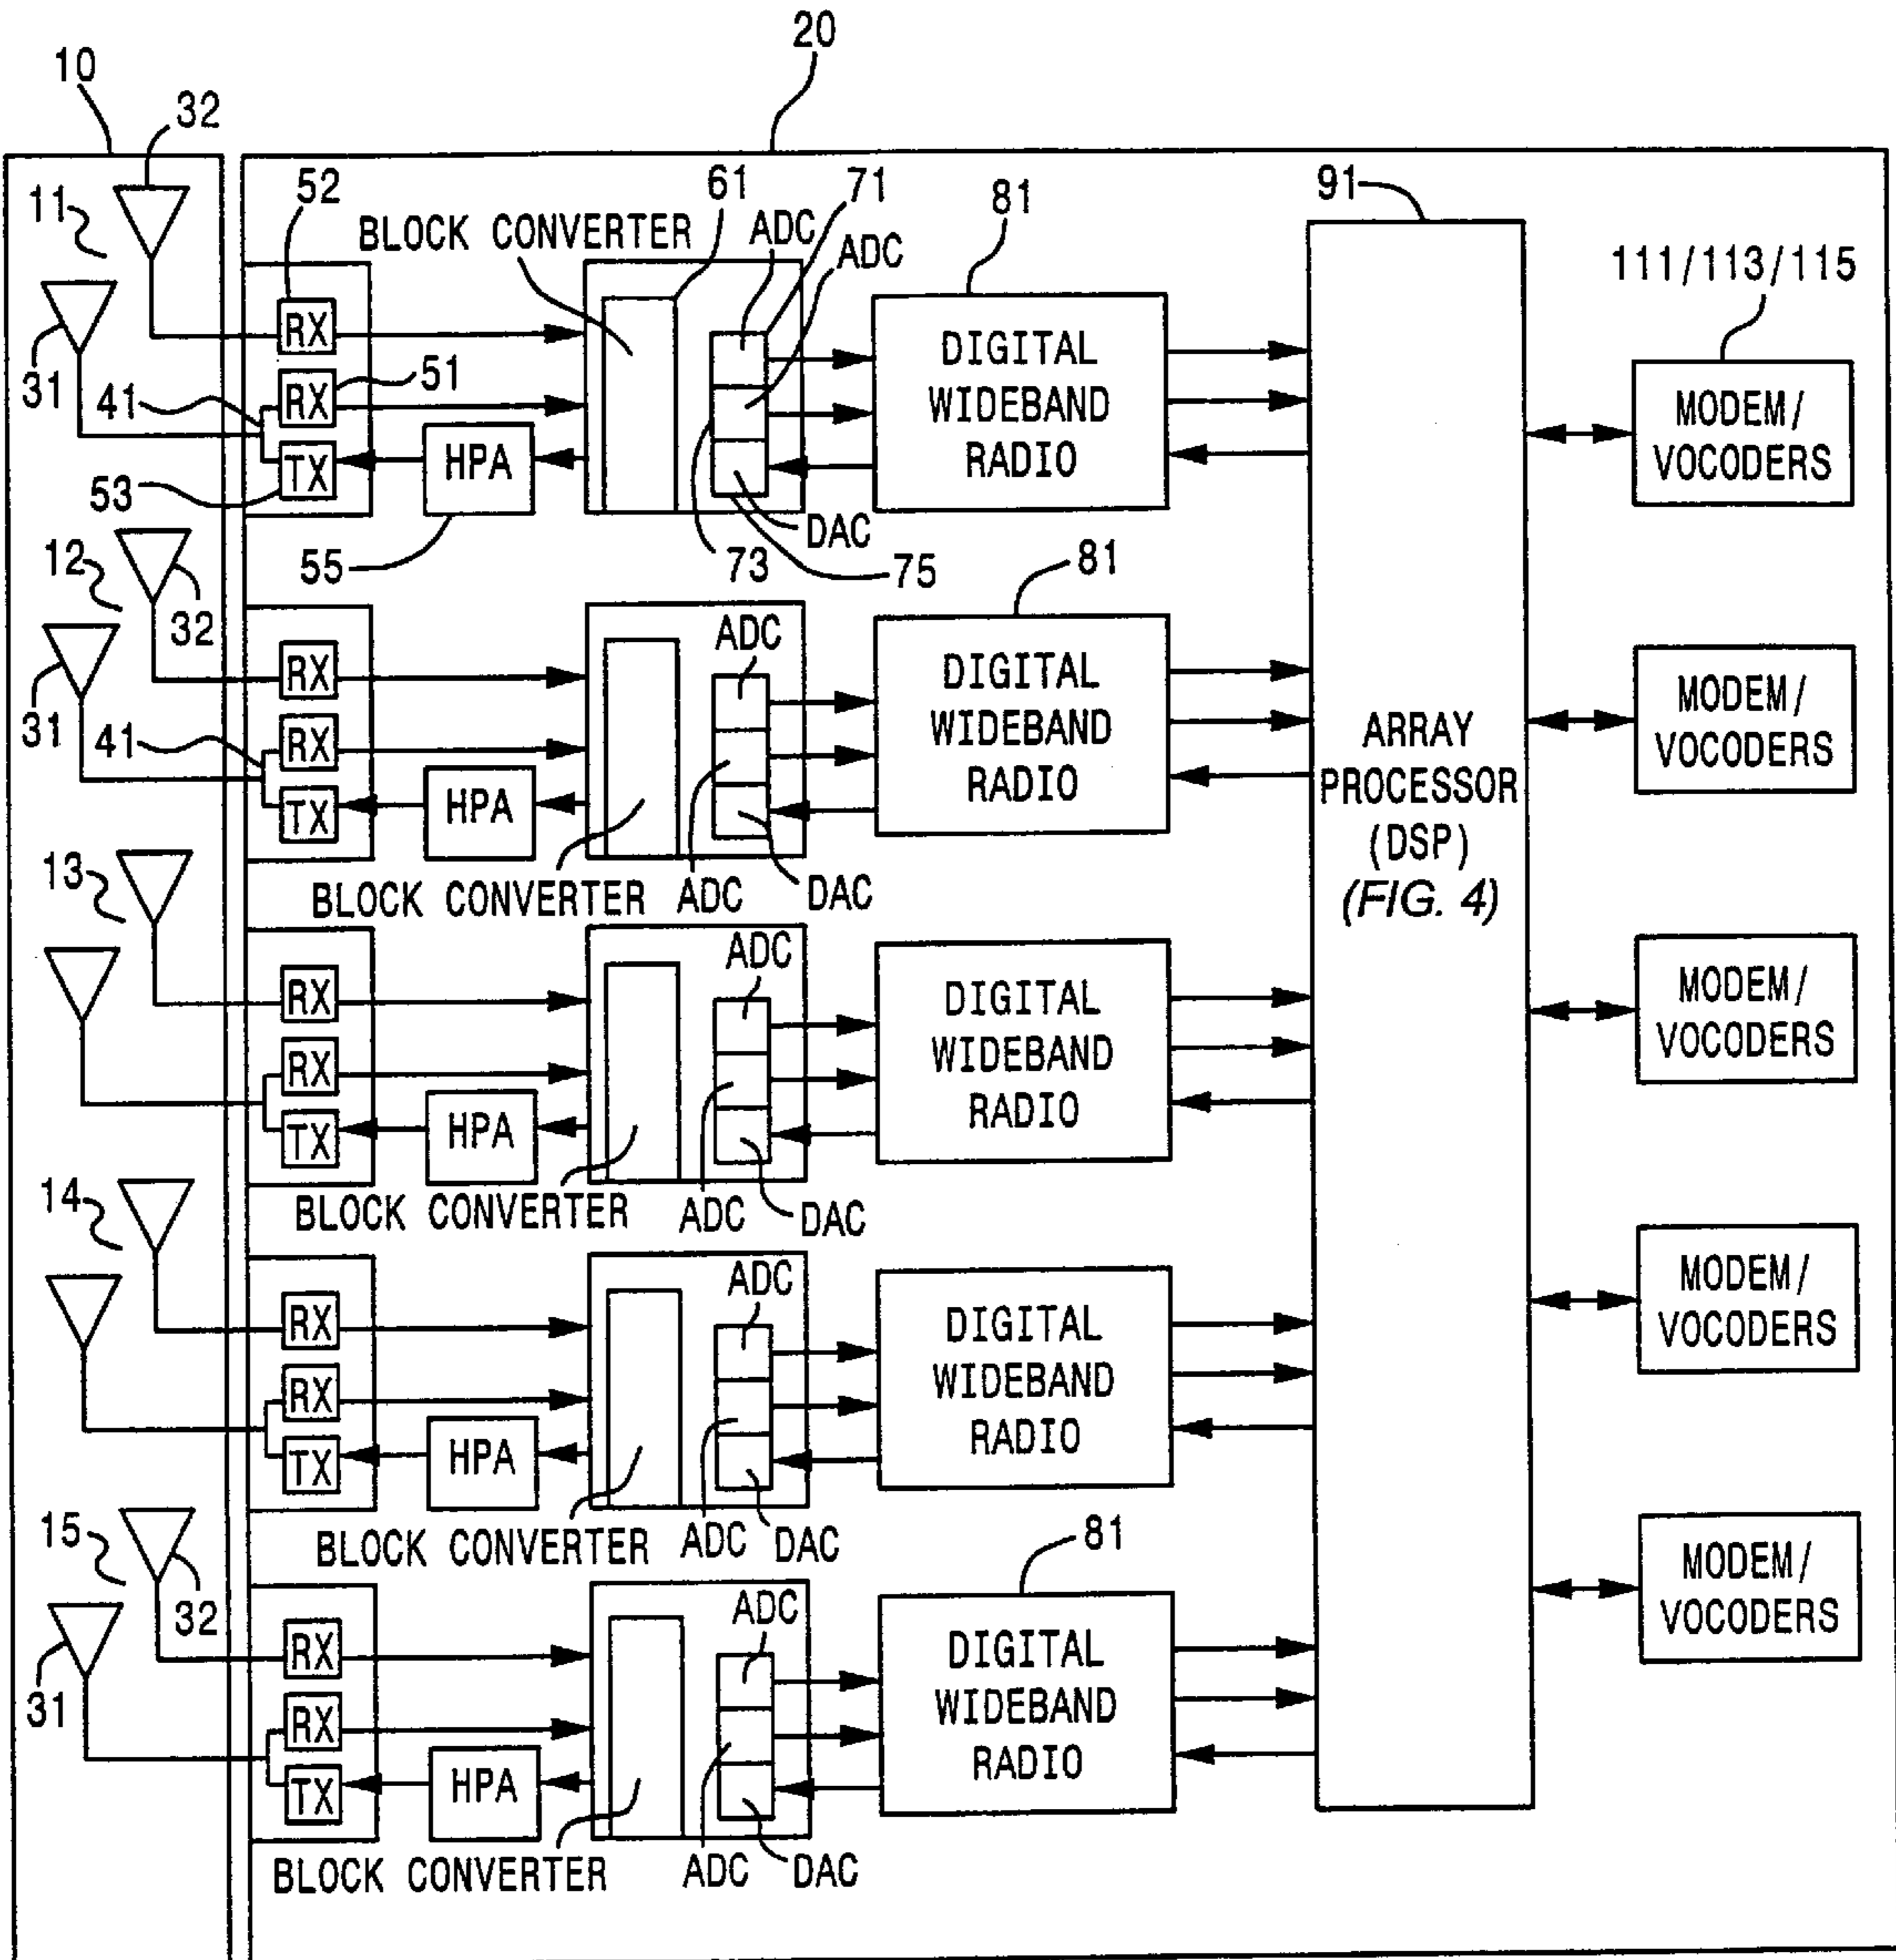 20
10
32
11
52
61
71
81
91
BLOCK CONVERTER
ADC
ADC
111/113/115
RX
31
41
RX
51
TX
HPA
53
55
73
75
DAC
DIGITAL
WIDEBAND
RADIO
MODEM/
VOCODERS
12
32
31
41
RX
RX
TX
HPA
ADC
BLOCK CONVERTER
ADC
DAC
81
DIGITAL
WIDEBAND
RADIO
ARRAY
PROCESSOR
(DSP)
(FIG. 4)
MODEM/
VOCODERS
13
RX
RX
TX
HPA
ADC
BLOCK CONVERTER
ADC
DAC
DIGITAL
WIDEBAND
RADIO
MODEM/
VOCODERS
14
RX
RX
TX
HPA
ADC
BLOCK CONVERTER
ADC
DAC
DIGITAL
WIDEBAND
RADIO
MODEM/
VOCODERS
15
32
31
RX
RX
TX
HPA
ADC
BLOCK CONVERTER
ADC
DAC
81
DIGITAL
WIDEBAND
RADIO
MODEM/
VOCODERS